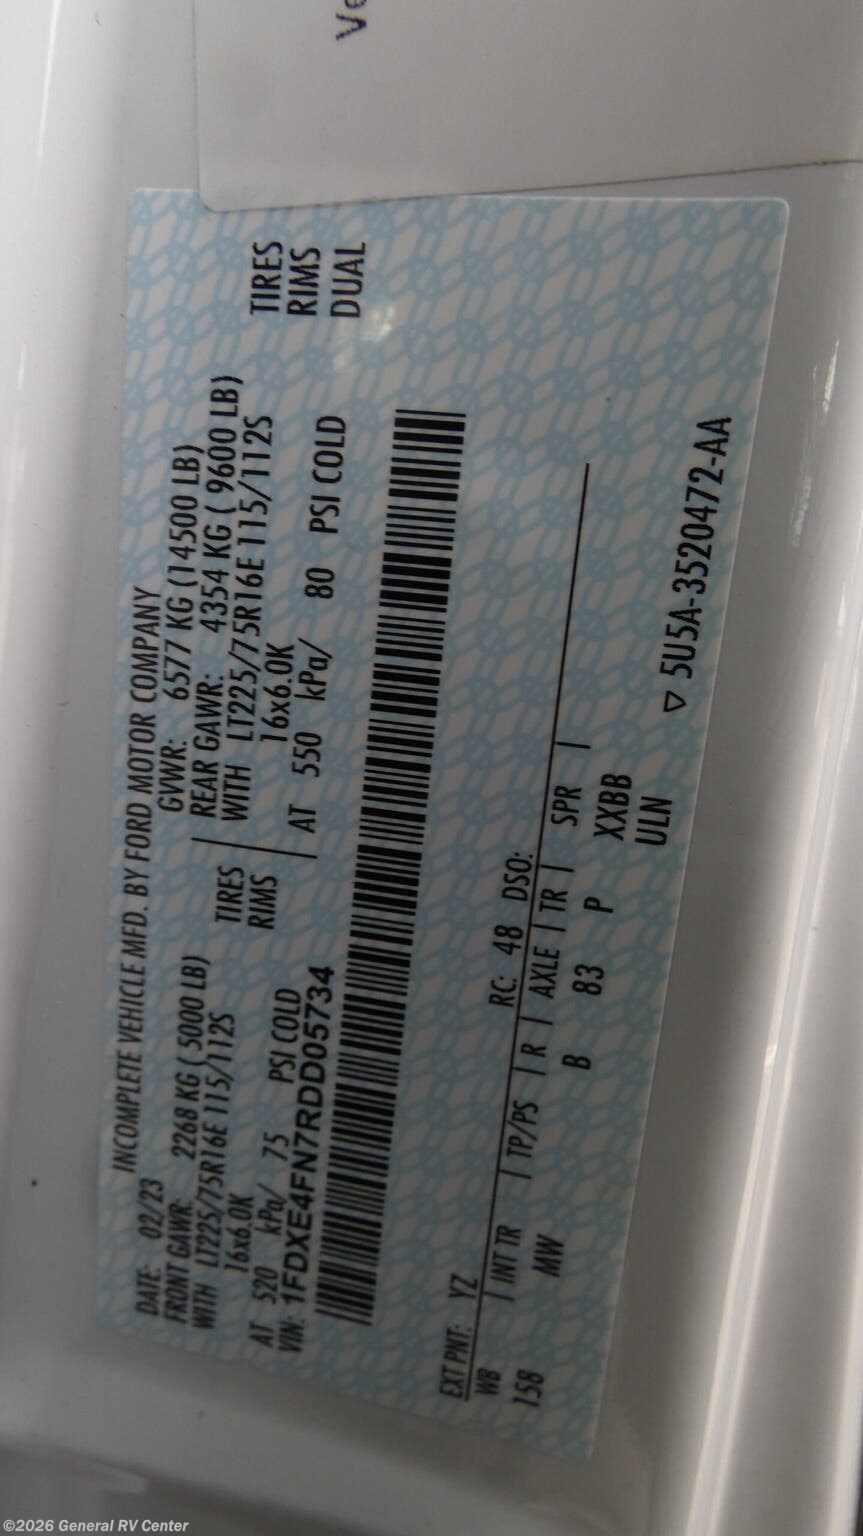 INCOMPLETE VEHICLE MFD. BY FORD MOTOR COMPANY
DATE: 02/23 GVWR: 6577 KG (14500 LB)
FRONT GAWR: 2268 KG ( 5000 LB) REAR GAWR: 4354 KG ( 9600 LB)
WITH LT225/75R16E 115/112S TIRES WITH LT225/75R16E 115/112S TIRES
16x6.0K RIMS 16x6.0K RIMS
AT 520 kPa/ 75 PSI COLD AT 550 kPa/ 80 PSI COLD DUAL
VIN: 1FDXE4FN7RDD05734
EXT PNT: YZ RC: 48 DSO:
WB INT TR TP/PS R AXLE TR SPR
158 MW B 83 P XXBB
ULN
5U5A-3520472-AA
©2026 General RV Center